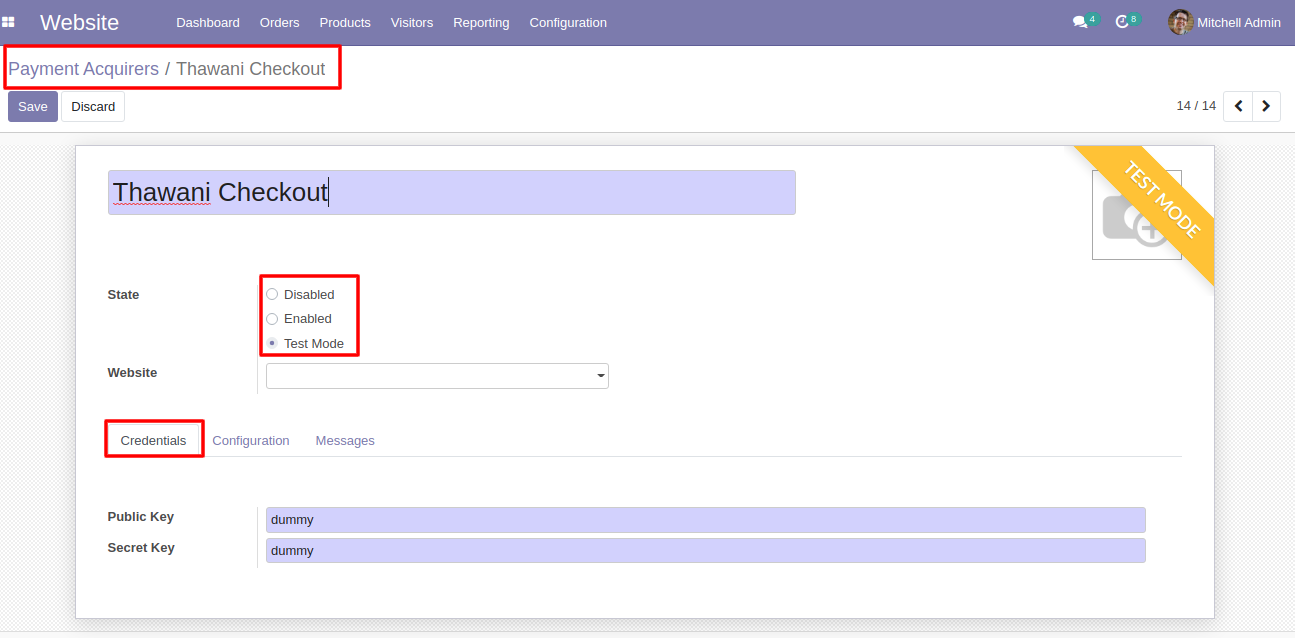 Website Dashboard Orders Products Visitors Reporting Configuration 4 8 Mitchell Admin
Payment Acquirers / Thawani Checkout
Save Discard 14 / 14
TEST MODE
Thawani Checkout
State
Disabled
Enabled
Test Mode
Website
Credentials Configuration Messages
Public Key dummy
Secret Key dummy